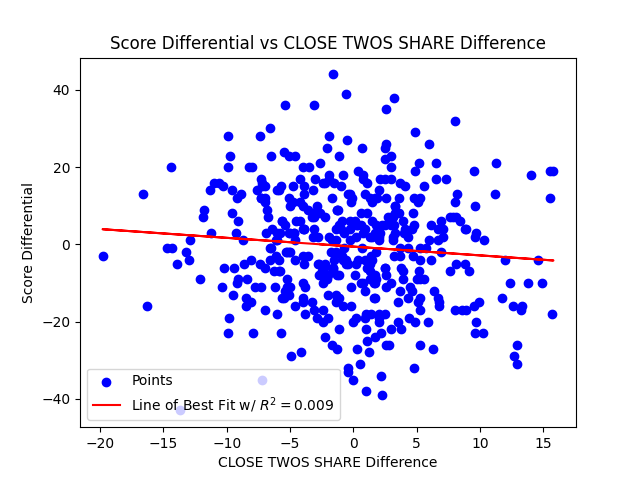 Score Differential vs CLOSE TWOS SHARE Difference
Score Differential
40
20
0
−20
−40
Points
Line of Best Fit w/ R² = 0.009
−20 −15 −10 −5 0 5 10 15
CLOSE TWOS SHARE Difference